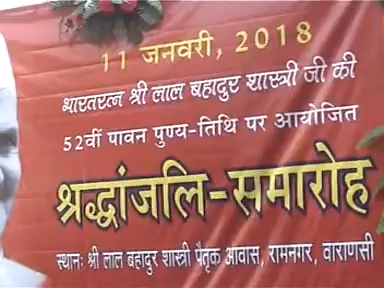 11 जनवरी, 2018
भारतरत्न श्री लाल बहादुर शास्त्री जी की
52वीं पावन पुण्य-तिथि पर आयोजित
श्रद्धांजलि-समारोह
स्थानः श्री लाल बहादुर शास्त्री पैतृक आवास, रामनगर, वाराणसी